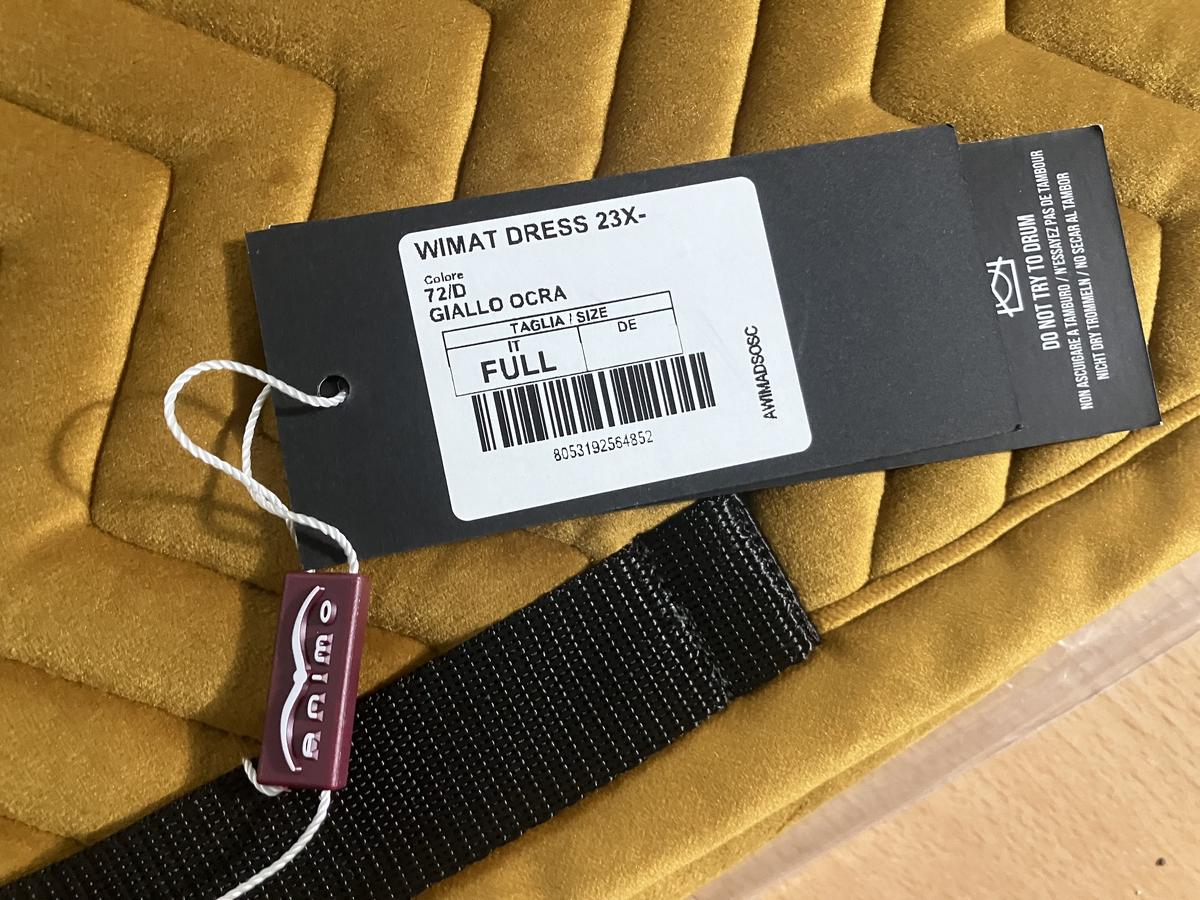 WIMAT DRESS 23X-
Colore
72/D
GIALLO OCRA
TAGLIA / SIZE
IT
DE
FULL
8053192564852
AWIMADSOSC
DO NOT TRY TO DRUM
NON ASCIUGARE A TAMBURO / N'ESSAYEZ PAS DE TAMBOUR
NICHT DRY TROMMELN / NO SECAR AL TAMBOR
ANIMO